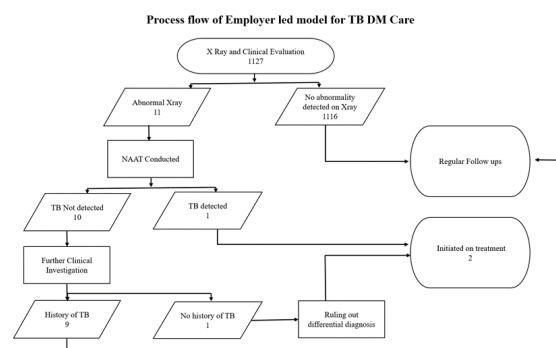 Process flow of Employer led model for TB DM Care
X Ray and Clinical Evaluation
1127
Abnormal Xray
11
No abnormality
detected on Xray
1116
NAAT Conducted
Regular Follow ups
TB Not detected
10
TB detected
1
Further Clinical
Investigation
Initiated on treatment
2
History of TB
9
No history of TB
1
Ruling out
differential diagnosis